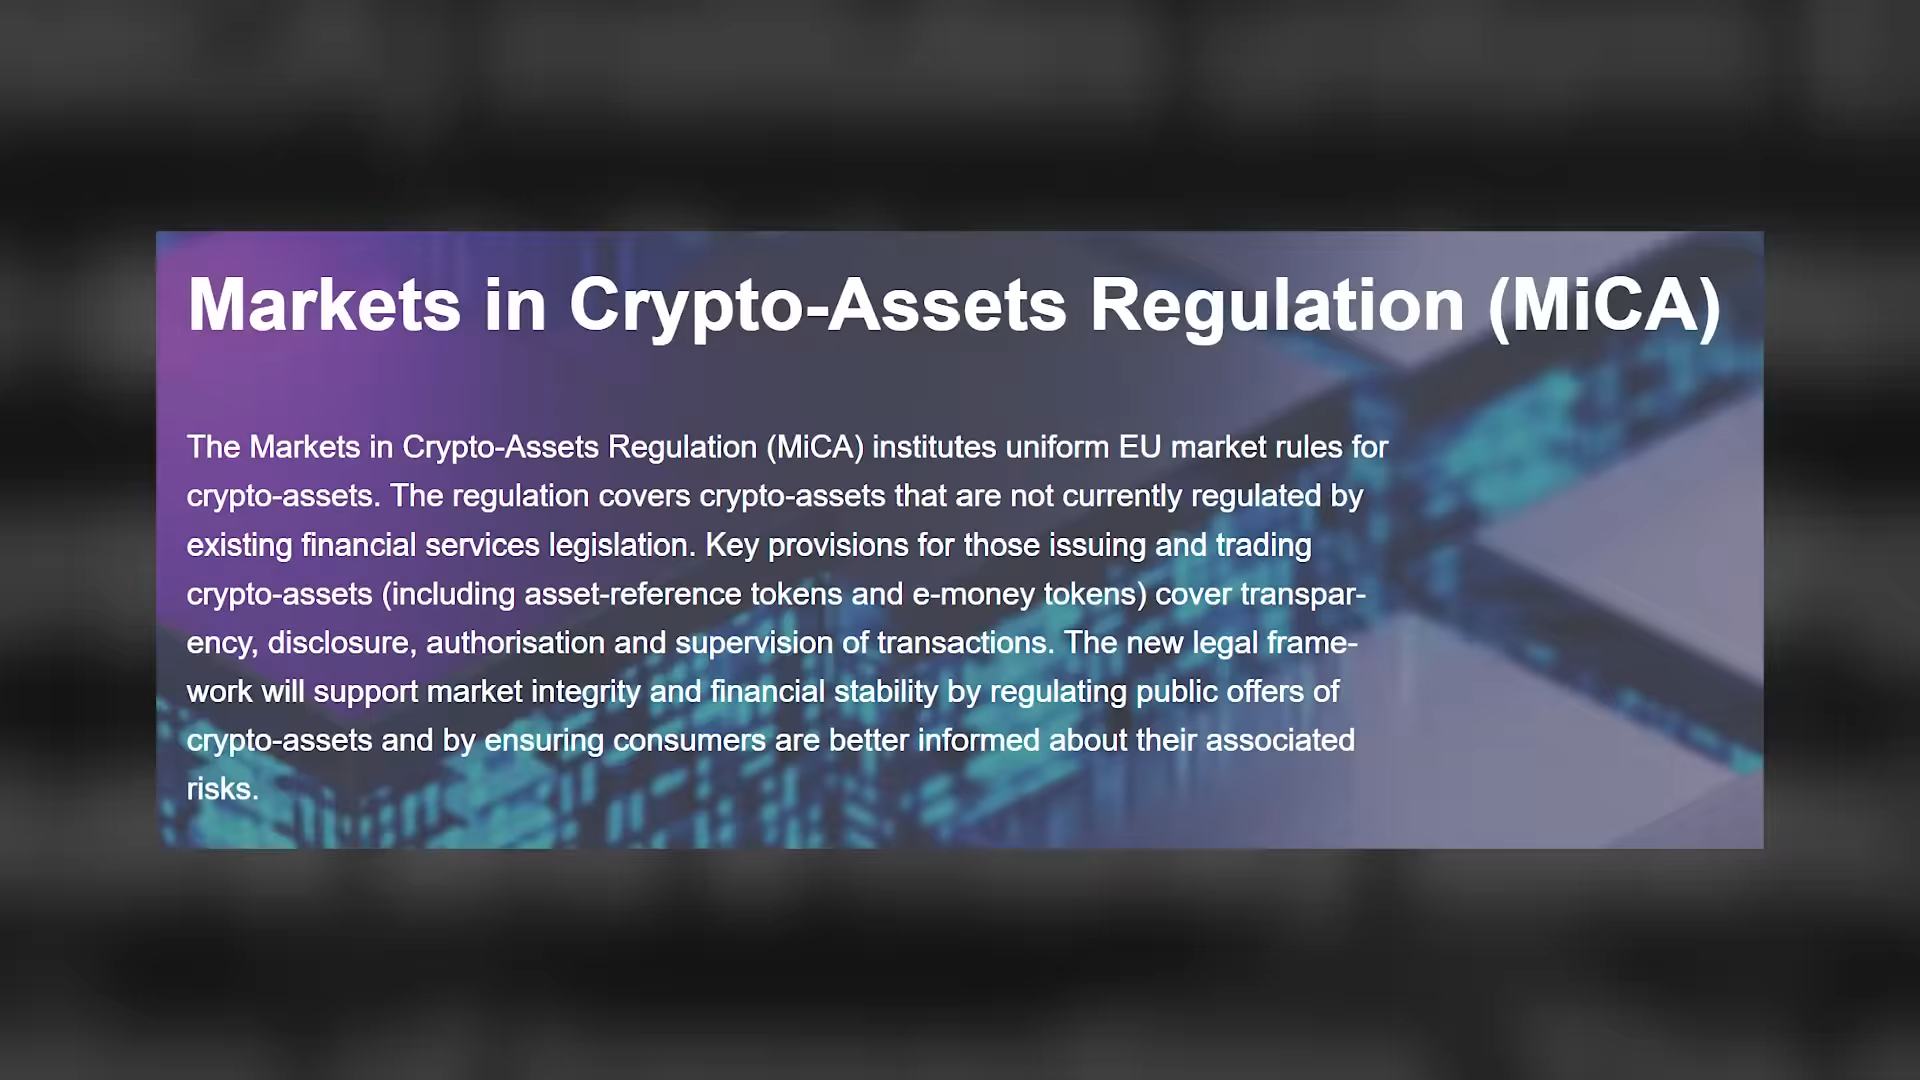 Markets in Crypto-Assets Regulation (MiCA)
The Markets in Crypto-Assets Regulation (MiCA) institutes uniform EU market rules for
crypto-assets. The regulation covers crypto-assets that are not currently regulated by
existing financial services legislation. Key provisions for those issuing and trading
crypto-assets (including asset-reference tokens and e-money tokens) cover transpar-
ency, disclosure, authorisation and supervision of transactions. The new legal frame-
work will support market integrity and financial stability by regulating public offers of
crypto-assets and by ensuring consumers are better informed about their associated
risks.